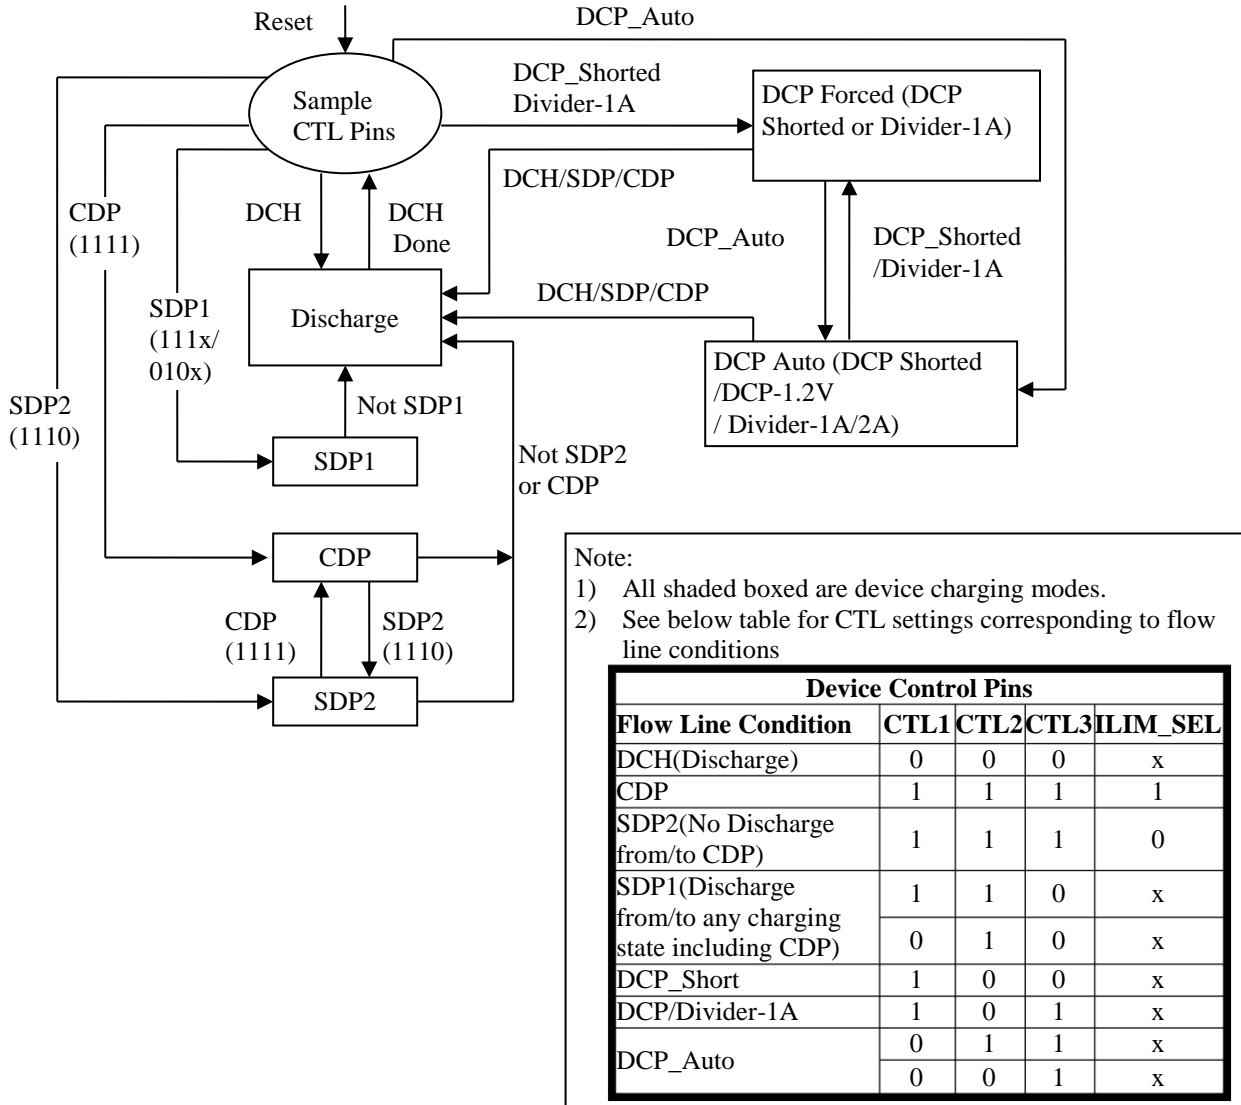 Reset
DCP_Auto
Sample
CTL Pins
DCP_Shorted
Divider-1A
DCP Forced (DCP
Shorted or Divider-1A)
DCH/SDP/CDP
CDP
(1111)
DCH
DCH
Done
DCP_Auto
DCP_Shorted
/Divider-1A
SDP1
(111x/
010x)
Discharge
DCH/SDP/CDP
DCP Auto (DCP Shorted
/DCP-1.2V
/ Divider-1A/2A)
SDP2
(1110)
Not SDP1
SDP1
Not SDP2
or CDP
CDP
CDP
(1111)
SDP2
(1110)
SDP2
Note:
1) All shaded boxed are device charging modes.
2) See below table for CTL settings corresponding to flow
line conditions
Device Control Pins
Flow Line Condition CTL1 CTL2 CTL3 ILIM_SEL
DCH(Discharge) 0 0 0 x
CDP 1 1 1 1
SDP2(No Discharge
from/to CDP) 1 1 1 0
SDP1(Discharge
from/to any charging
state including CDP)
1 1 0 x
0 1 0 x
DCP_Short 1 0 0 x
DCP/Divider-1A 1 0 1 x
DCP_Auto
0 1 1 x
0 0 1 x